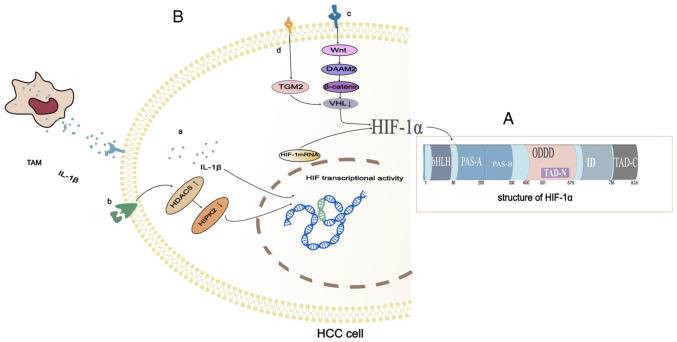 B
c
d
Wnt
DAAM2
β-catenin
TGM2
VHL↓
HIF-1α
A
HIF-1mRNA
a
TAM
IL-1β
IL-1β
HIF transcriptional activity
b
HDAC5↑
HIPK2↓
bHLH
PAS-A
PAS-B
ODDD
TAD-N
ID
TAD-C
structure of HIF-1α
HCC cell